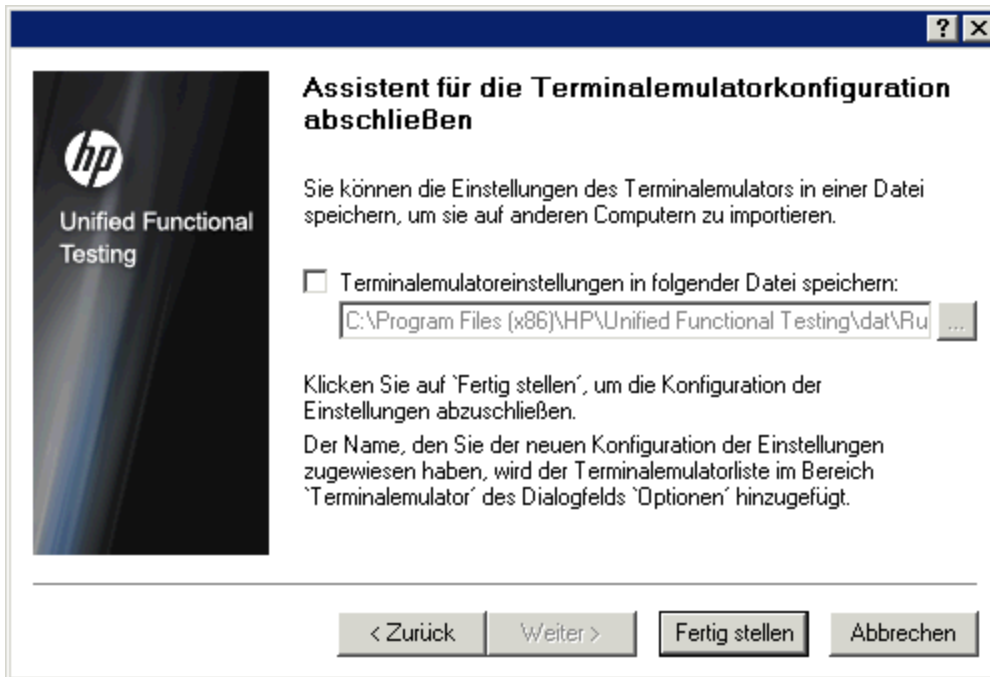 ?
Assistent für die Terminalemulatorkonfiguration
abschließen
hp
Unified Functional
Testing
Sie können die Einstellungen des Terminalemulators in einer Datei
speichern, um sie auf anderen Computern zu importieren.
Terminalemulatoreinstellungen in folgender Datei speichern:
C:\Program Files (x86)\HP\Unified Functional Testing\dat\Ru
...
Klicken Sie auf `Fertig stellen´, um die Konfiguration der
Einstellungen abzuschließen.
Der Name, den Sie der neuen Konfiguration der Einstellungen
zugewiesen haben, wird der Terminalemulatorliste im Bereich
`Terminalemulator´ des Dialogfelds `Optionen´ hinzugefügt.
< Zurück
Weiter >
Fertig stellen
Abbrechen